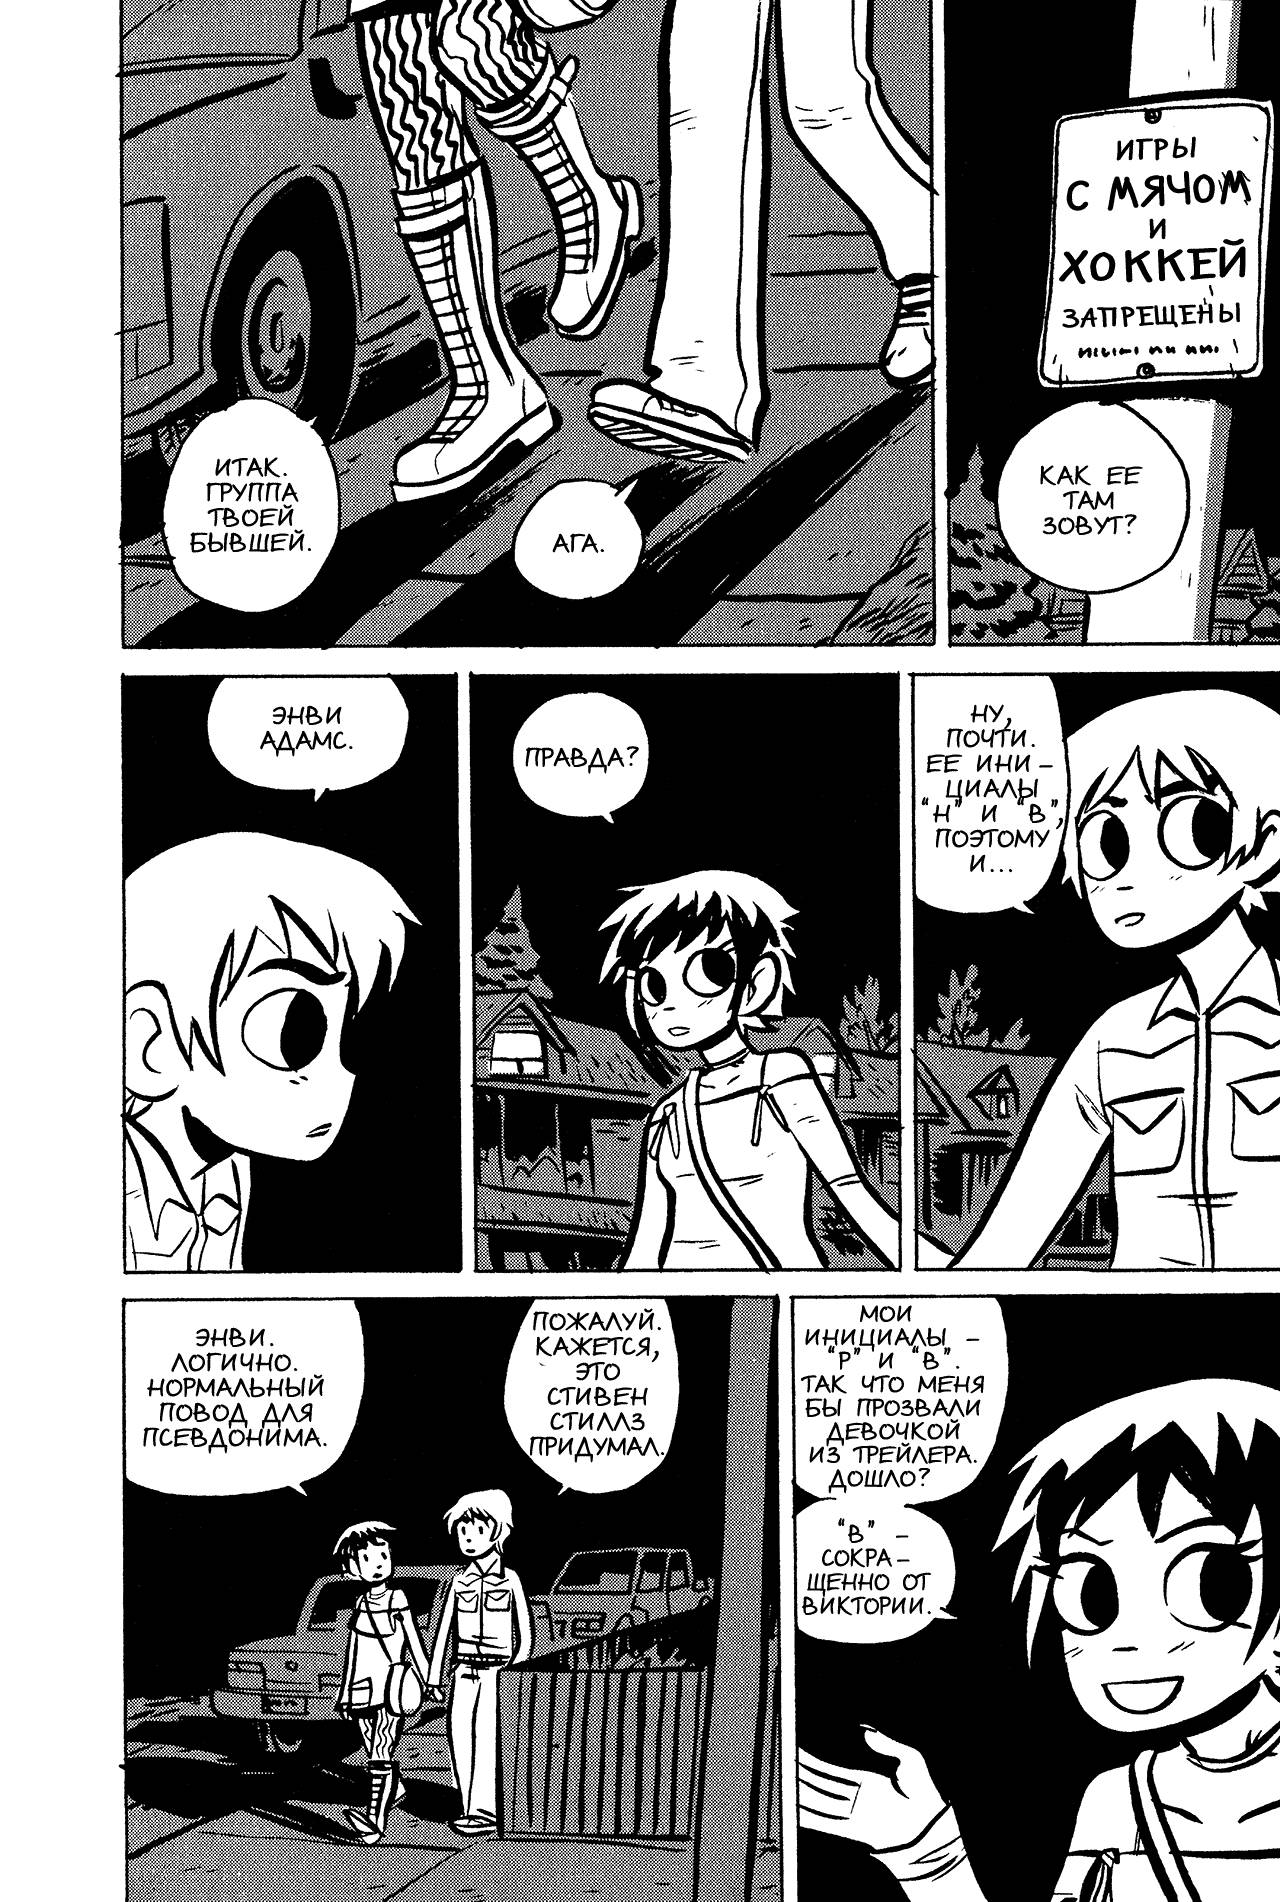 ИТАК.
ГРУППА
ТВОЕЙ
БЫВШЕЙ.
АГА.
ИГРЫ
С МЯЧОМ
И
ХОККЕЙ
ЗАПРЕЩЕНЫ
КАК ЕЕ
ТАМ
ЗОВУТ?
ЭНВИ
АДАМС.
ПРАВДА?
НУ,
ПОЧТИ.
ЕЕ ИНИ-
ЦИАЛЫ
"Н" И "В",
ПОЭТОМУ
И...
ЭНВИ.
ЛОГИЧНО.
НОРМАЛЬНЫЙ
ПОВОД ДЛЯ
ПСЕВДОНИМА.
ПОЖАЛУЙ.
КАЖЕТСЯ,
ЭТО
СТИВЕН
СТИЛЛЗ
ПРИДУМАЛ.
МОИ
ИНИЦИАЛЫ -
"Р" И "В".
ТАК ЧТО МЕНЯ
БЫ ПРОЗВАЛИ
ДЕВОЧКОЙ
ИЗ ТРЕЙЛЕРА.
ДОШЛО?
"В" -
СОКРА-
ЩЕННО ОТ
ВИКТОРИИ.